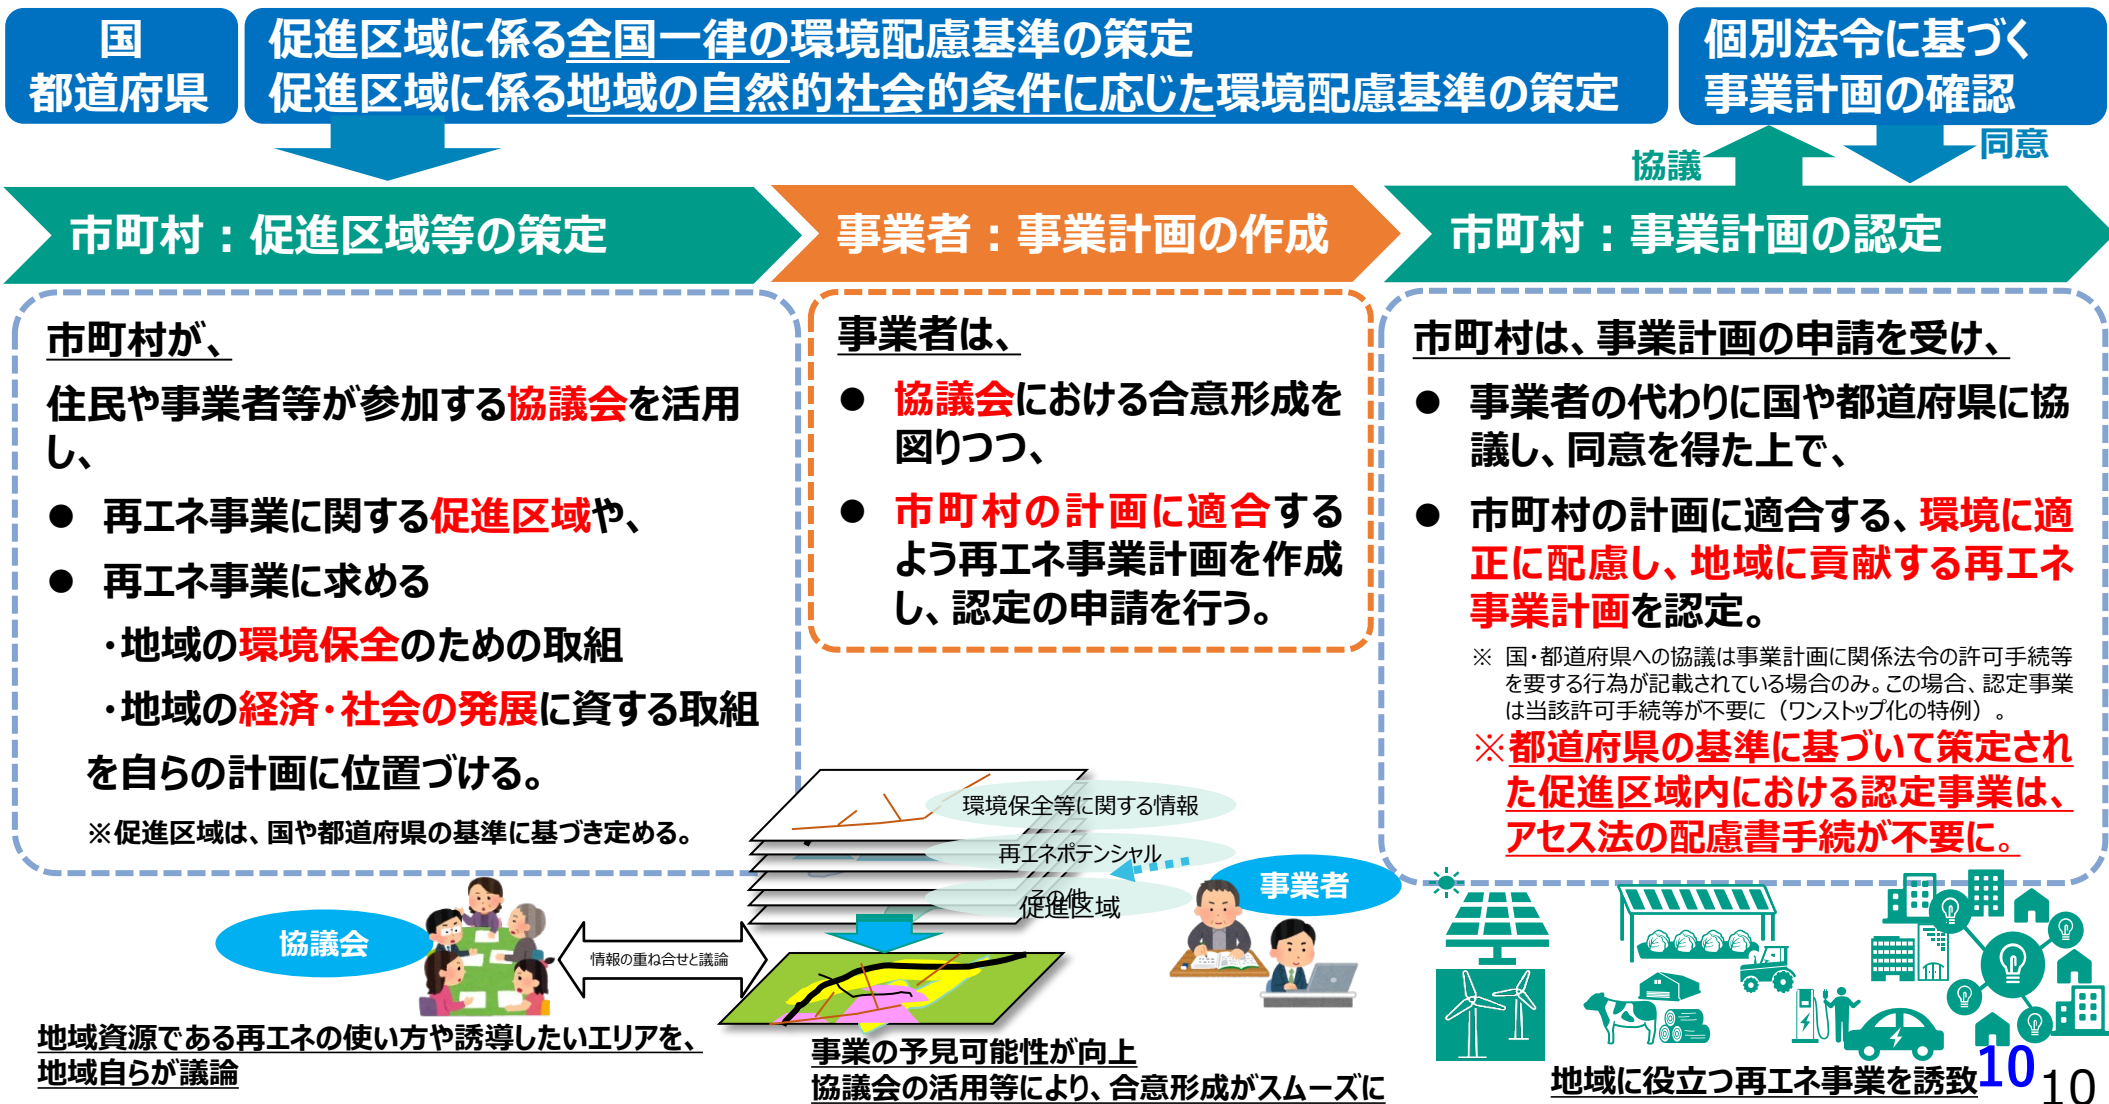 国
都道府県
促進区域に係る全国一律の環境配慮基準の策定
促進区域に係る地域の自然的社会的条件に応じた環境配慮基準の策定
個別法令に基づく
事業計画の確認
協議
同意
市町村：促進区域等の策定
事業者：事業計画の作成
市町村：事業計画の認定
市町村が、
住民や事業者等が参加する協議会を活用
し、
● 再エネ事業に関する促進区域や、
● 再エネ事業に求める
・地域の環境保全のための取組
・地域の経済・社会の発展に資する取組
を自らの計画に位置づける。
※促進区域は、国や都道府県の基準に基づき定める。
事業者は、
● 協議会における合意形成を
図りつつ、
● 市町村の計画に適合する
よう再エネ事業計画を作成
し、認定の申請を行う。
市町村は、事業計画の申請を受け、
● 事業者の代わりに国や都道府県に協
議し、同意を得た上で、
● 市町村の計画に適合する、環境に適
正に配慮し、地域に貢献する再エネ
事業計画を認定。
※ 国・都道府県への協議は事業計画に関係法令の許可手続等
を要する行為が記載されている場合のみ。この場合、認定事業
は当該許可手続等が不要に（ワンストップ化の特例）。
※都道府県の基準に基づいて策定され
た促進区域内における認定事業は、
アセス法の配慮書手続が不要に。
環境保全等に関する情報
再エネポテンシャル
その他
促進区域
事業者
協議会
情報の重ね合せと議論
地域資源である再エネの使い方や誘導したいエリアを、
地域自らが議論
事業の予見可能性が向上
協議会の活用等により、合意形成がスムーズに
地域に役立つ再エネ事業を誘致
10
10